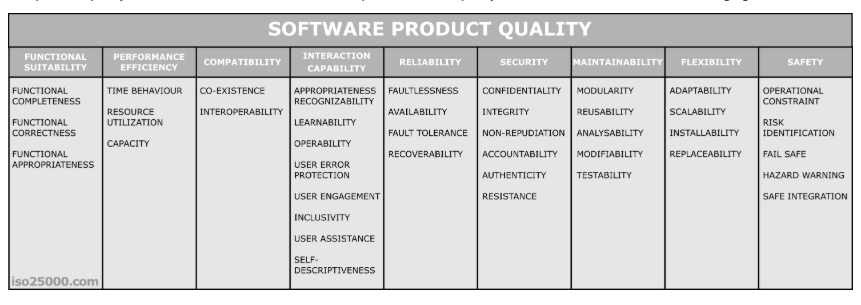 SOFTWARE PRODUCT QUALITY
FUNCTIONAL
SUITABILITY
PERFORMANCE
EFFICIENCY
COMPATIBILITY
INTERACTION
CAPABILITY
RELIABILITY
SECURITY
MAINTAINABILITY
FLEXIBILITY
SAFETY
FUNCTIONAL
COMPLETENESS
FUNCTIONAL
CORRECTNESS
FUNCTIONAL
APPROPRIATENESS
TIME BEHAVIOUR
RESOURCE
UTILIZATION
CAPACITY
CO-EXISTENCE
INTEROPERABILITY
APPROPRIATENESS
RECOGNIZABILITY
LEARNABILITY
OPERABILITY
USER ERROR
PROTECTION
USER ENGAGEMENT
INCLUSIVITY
USER ASSISTANCE
SELF-
DESCRIPTIVENESS
FAULTLESSNESS
AVAILABILITY
FAULT TOLERANCE
RECOVERABILITY
CONFIDENTIALITY
INTEGRITY
NON-REPUDIATION
ACCOUNTABILITY
AUTHENTICITY
RESISTANCE
MODULARITY
REUSABILITY
ANALYSABILITY
MODIFIABILITY
TESTABILITY
ADAPTABILITY
SCALABILITY
INSTALLABILITY
REPLACEABILITY
OPERATIONAL
CONSTRAINT
RISK
IDENTIFICATION
FAIL SAFE
HAZARD WARNING
SAFE INTEGRATION
iso25000.com